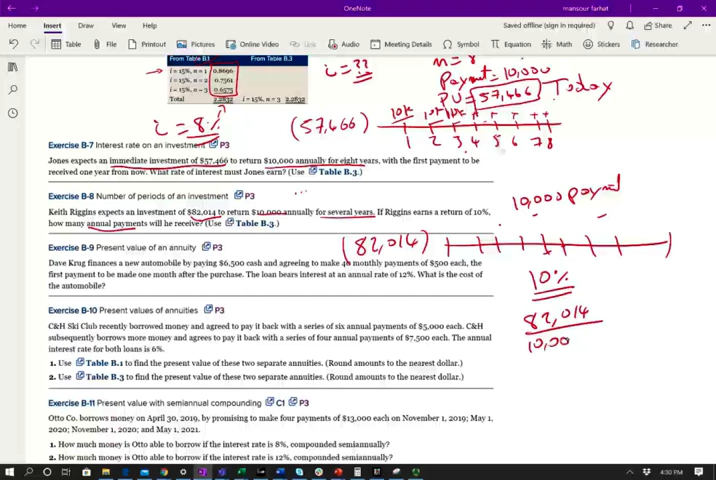 OneNote
mansour farhat
Home
Insert
Draw
View
Help
Saved offline (sign in required)
Share
Table
File
Printout
Pictures
Online Video
Link
Audio
Meeting Details
Symbol
Equation
Math
Stickers
Researcher
From Table B.1
From Table B.3
i = 15%, n = 1 0.8696
i = 15%, n = 2 0.7561
i = 15%, n = 3 0.6575
Total 2.2832 i = 15%, n = 3 2.2832
i = ??
n = 8
Payment = 10,000
PV = 57,466
Today
i = 8%
(57,466)
10k 10k 10k
1 2 3 4 5 6 7 8
Exercise B-7 Interest rate on an investment P3
Jones expects an immediate investment of $57,466 to return $10,000 annually for eight years, with the first payment to be
received one year from now. What rate of interest must Jones earn? (Use Table B.3.)
Exercise B-8 Number of periods of an investment P3
Keith Riggins expects an investment of $82,014 to return $10,000 annually for several years. If Riggins earns a return of 10%,
how many annual payments will he receive? (Use Table B.3.)
10,000 paymet
(82,014)
10%
82,014
10,00
Exercise B-9 Present value of an annuity P3
Dave Krug finances a new automobile by paying $6,500 cash and agreeing to make 40 monthly payments of $500 each, the
first payment to be made one month after the purchase. The loan bears interest at an annual rate of 12%. What is the cost of
the automobile?
Exercise B-10 Present values of annuities P3
C&H Ski Club recently borrowed money and agreed to pay it back with a series of six annual payments of $5,000 each. C&H
subsequently borrows more money and agrees to pay it back with a series of four annual payments of $7,500 each. The annual
interest rate for both loans is 6%.
1. Use Table B.1 to find the present value of these two separate annuities. (Round amounts to the nearest dollar.)
2. Use Table B.3 to find the present value of these two separate annuities. (Round amounts to the nearest dollar.)
Exercise B-11 Present value with semiannual compounding C1 P3
Otto Co. borrows money on April 30, 2019, by promising to make four payments of $13,000 each on November 1, 2019; May 1,
2020; November 1, 2020; and May 1, 2021.
1. How much money is Otto able to borrow if the interest rate is 8%, compounded semiannually?
2. How much money is Otto able to borrow if the interest rate is 12%, compounded semiannually?
4:30 PM